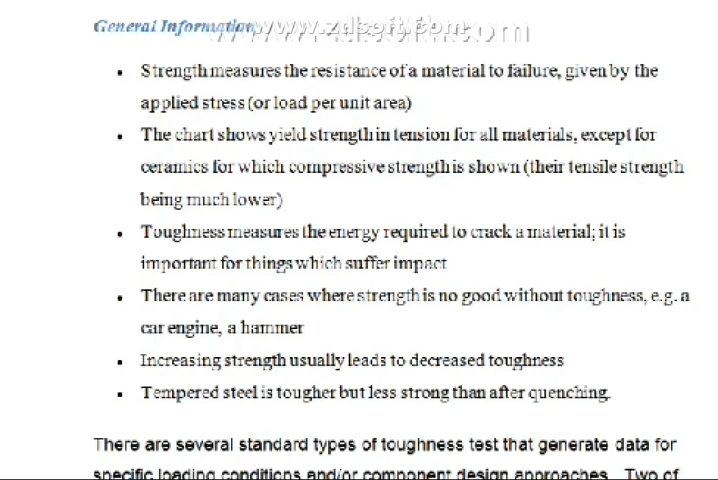 General Information
www.zdsoft.com
• Strength measures the resistance of a material to failure, given by the
applied stress (or load per unit area)
• The chart shows yield strength in tension for all materials, except for
ceramics for which compressive strength is shown (their tensile strength
being much lower)
• Toughness measures the energy required to crack a material; it is
important for things which suffer impact
• There are many cases where strength is no good without toughness, e.g. a
car engine, a hammer
• Increasing strength usually leads to decreased toughness
• Tempered steel is tougher but less strong than after quenching.
There are several standard types of toughness test that generate data for
specific loading conditions and/or component design approaches. Two of